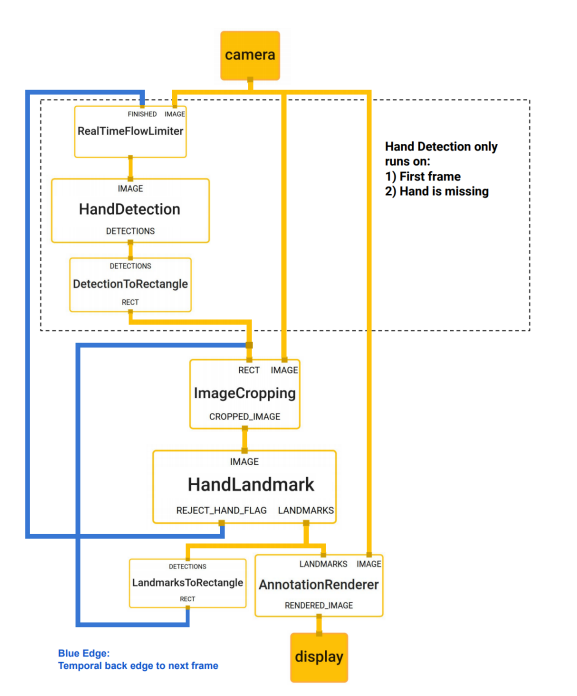 camera
FINISHED IMAGE
RealTimeFlowLimiter
Hand Detection only
runs on:
1) First frame
2) Hand is missing
IMAGE
HandDetection
DETECTIONS
DETECTIONS
DetectionToRectangle
RECT
RECT IMAGE
ImageCropping
CROPPED_IMAGE
IMAGE
HandLandmark
REJECT_HAND_FLAG LANDMARKS
DETECTIONS
LandmarksToRectangle
RECT
LANDMARKS IMAGE
AnnotationRenderer
RENDERED_IMAGE
Blue Edge:
Temporal back edge to next frame
display